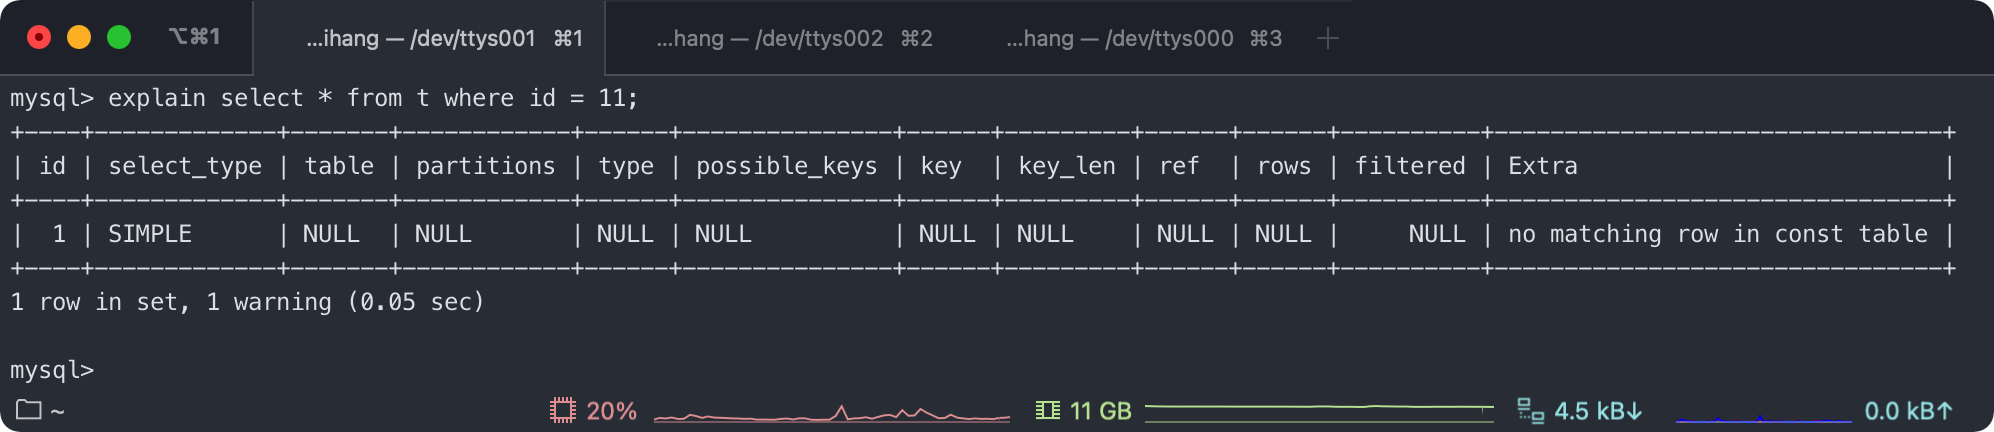 ⌥⌘1 …ihang — /dev/ttys001 ⌘1 …hang — /dev/ttys002 ⌘2 …hang — /dev/ttys000 ⌘3 +
mysql> explain select * from t where id = 11;
+----+-------------+-------+------------+------+---------------+------+---------+------+------+----------+--------------------------------+
| id | select_type | table | partitions | type | possible_keys | key  | key_len | ref  | rows | filtered | Extra                          |
+----+-------------+-------+------------+------+---------------+------+---------+------+------+----------+--------------------------------+
|  1 | SIMPLE      | NULL  | NULL       | NULL | NULL          | NULL | NULL    | NULL | NULL |     NULL | no matching row in const table |
+----+-------------+-------+------------+------+---------------+------+---------+------+------+----------+--------------------------------+
1 row in set, 1 warning (0.05 sec)
mysql>
~ 20% 11 GB 4.5 kB↓ 0.0 kB↑